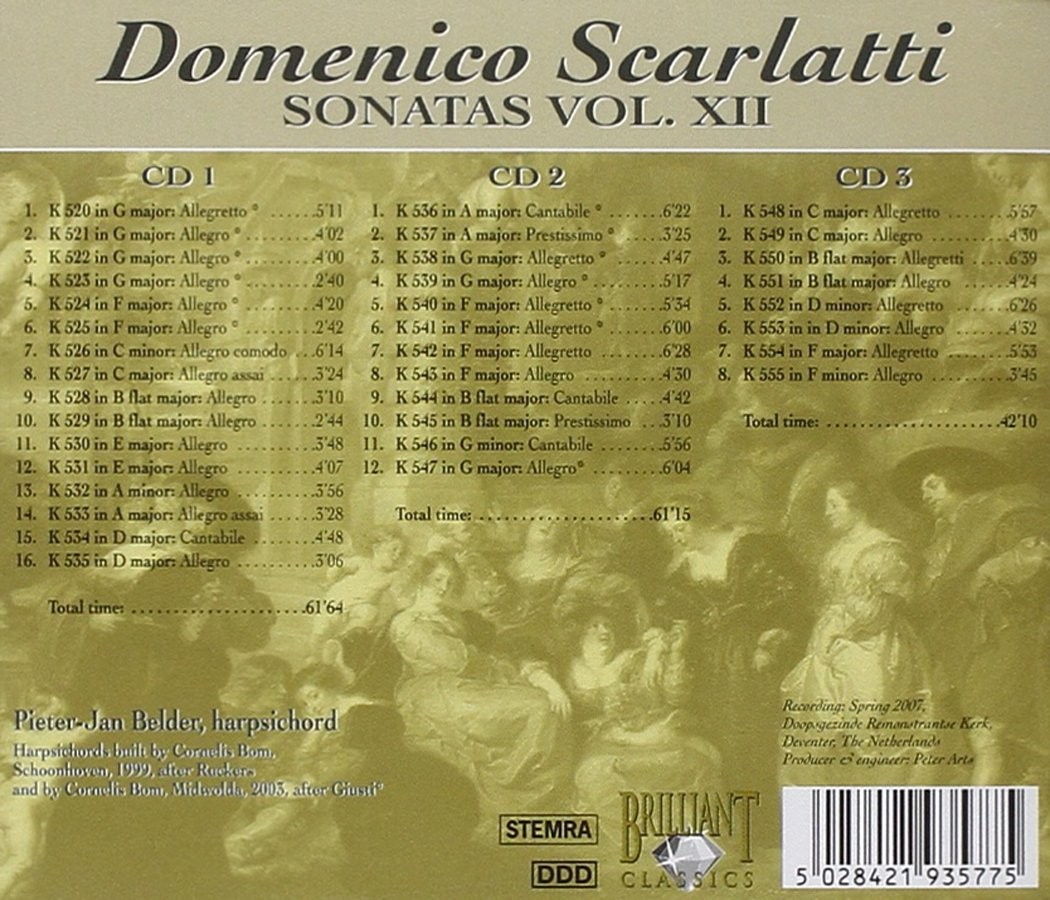 Domenico Scarlatti
SONATAS VOL. XII
CD 1
1. K 520 in G major: Allegretto * ......5'11
2. K 521 in G major: Allegro * ..........4'02
3. K 522 in G major: Allegro * ..........4'00
4. K 523 in G major: Allegro * ..........2'40
5. K 524 in F major: Allegro * ..........4'20
6. K 525 in F major: Allegro * ..........2'42
7. K 526 in C minor: Allegro comodo ...6'14
8. K 527 in C major: Allegro assai ......3'24
9. K 528 in B flat major: Allegro ........3'10
10. K 529 in B flat major: Allegro ........2'44
11. K 530 in E major: Allegro ............3'48
12. K 531 in E major: Allegro ............4'07
13. K 532 in A minor: Allegro ............3'56
14. K 533 in A major: Allegro assai ......3'28
15. K 534 in D major: Cantabile .........4'48
16. K 535 in D major: Allegro ............3'06
Total time: ...........................61'64
CD 2
1. K 536 in A major: Cantabile * ........6'22
2. K 537 in A major: Prestissimo * ......3'25
3. K 538 in G major: Allegretto * .......4'47
4. K 539 in G major: Allegro * ..........5'17
5. K 540 in F major: Allegretto * ........5'34
6. K 541 in F major: Allegretto * ........6'00
7. K 542 in F major: Allegretto ..........6'28
8. K 543 in F major: Allegro ............4'30
9. K 544 in B flat major: Cantabile .....4'42
10. K 545 in B flat major: Prestissimo ....3'10
11. K 546 in G minor: Cantabile .........5'56
12. K 547 in G major: Allegro* ...........6'04
Total time: ...........................61'15
CD 3
1. K 548 in C major: Allegretto .........5'57
2. K 549 in C major: Allegro ............4'30
3. K 550 in B flat major: Allegretti .....6'39
4. K 551 in B flat major: Allegro ........4'24
5. K 552 in D minor: Allegretto .........6'26
6. K 553 in in D minor: Allegro ........4'32
7. K 554 in F major: Allegretto ..........5'53
8. K 555 in F minor: Allegro ............3'45
Total time: ...........................42'10
Pieter-Jan Belder, harpsichord
Harpsichords built by Cornelis Bom,
Schoonhoven, 1999, after Ruckers
and by Cornelis Bom, Midwolda, 2003, after Giusti*
Recording: Spring 2007,
Doopsgezinde Remonstrantse Kerk,
Deventer, The Netherlands
Producer & engineer: Peter Arts
STEMRA
DDD
BRILLIANT
CLASSICS
5 028421 935775